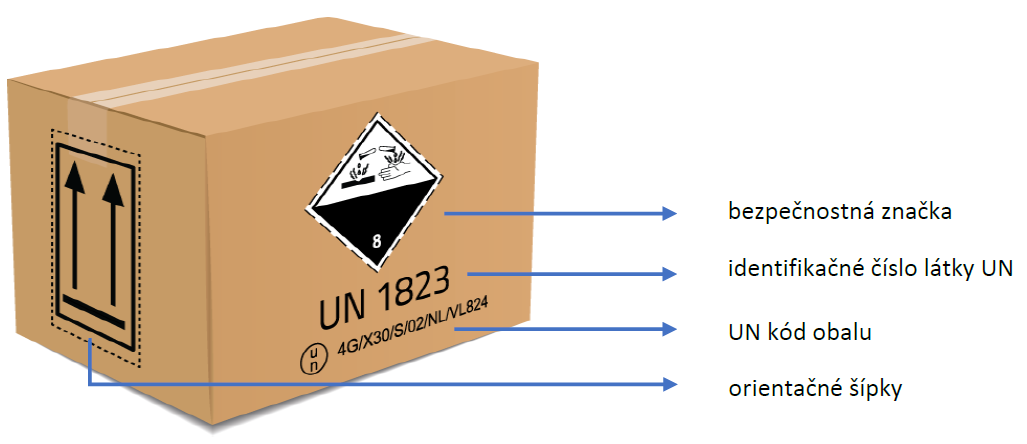 8
UN 1823
un
4G/X30/S/02/NL/VL824
bezpečnostná značka
identifikačné číslo látky UN
UN kód obalu
orientačné šípky